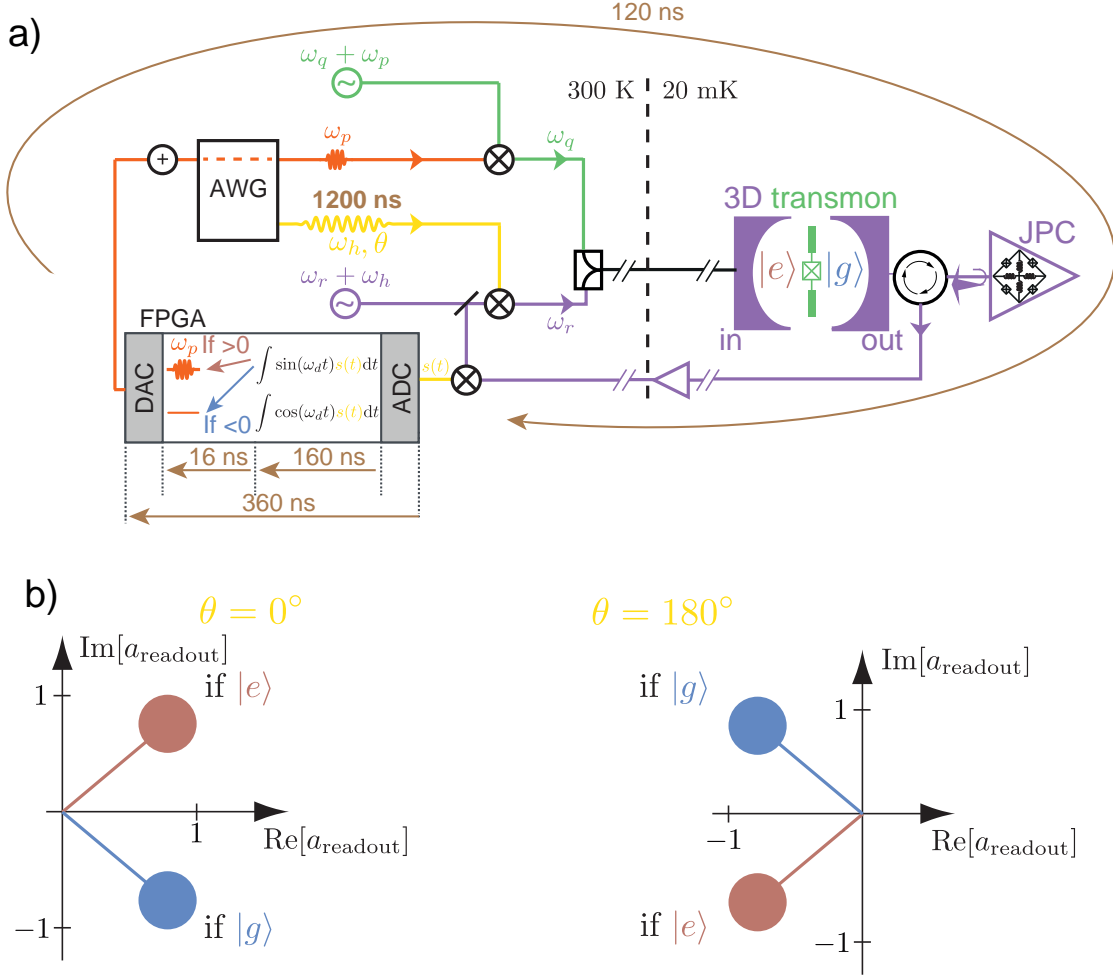 120 ns
a)
ω_q + ω_p
300 K
20 mK
ω_p
ω_q
AWG
1200 ns
ω_h, θ
3D transmon
JPC
|e⟩
|g⟩
ω_r + ω_h
ω_r
in
out
FPGA
ω_p If >0
∫ sin(ω_d t)s(t)dt
s(t)
DAC
ADC
If <0
∫ cos(ω_d t)s(t)dt
16 ns
160 ns
360 ns
b)
θ = 0°
θ = 180°
Im[a_readout]
Im[a_readout]
1
if |e⟩
if |g⟩
1
1
Re[a_readout]
−1
Re[a_readout]
−1
if |g⟩
if |e⟩
−1